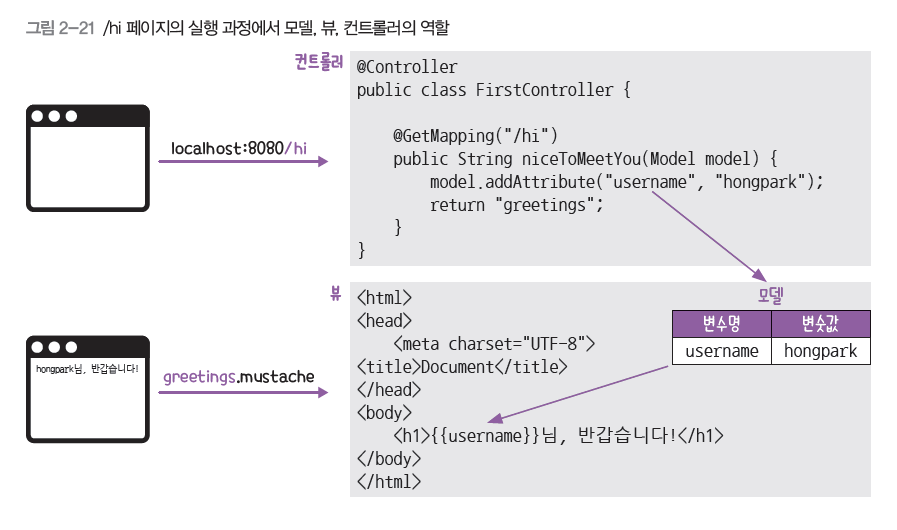 그림 2-21 /hi 페이지의 실행 과정에서 모델, 뷰, 컨트롤러의 역할
컨트롤러
@Controller
public class FirstController {
@GetMapping("/hi")
public String niceToMeetYou(Model model) {
model.addAttribute("username", "hongpark");
return "greetings";
}
}
localhost:8080/hi
뷰
<html>
<head>
<meta charset="UTF-8">
<title>Document</title>
</head>
<body>
<h1>{{username}}님, 반갑습니다!</h1>
</body>
</html>
모델
변수명 변숫값
username hongpark
hongpark님, 반갑습니다!
greetings.mustache